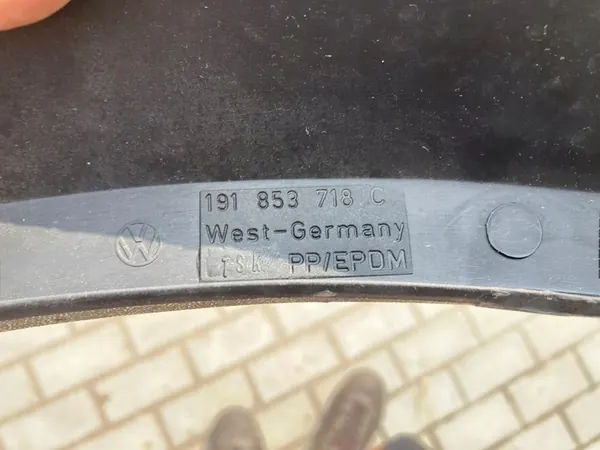 191 853 718 C
West-Germany
PP/EPDM